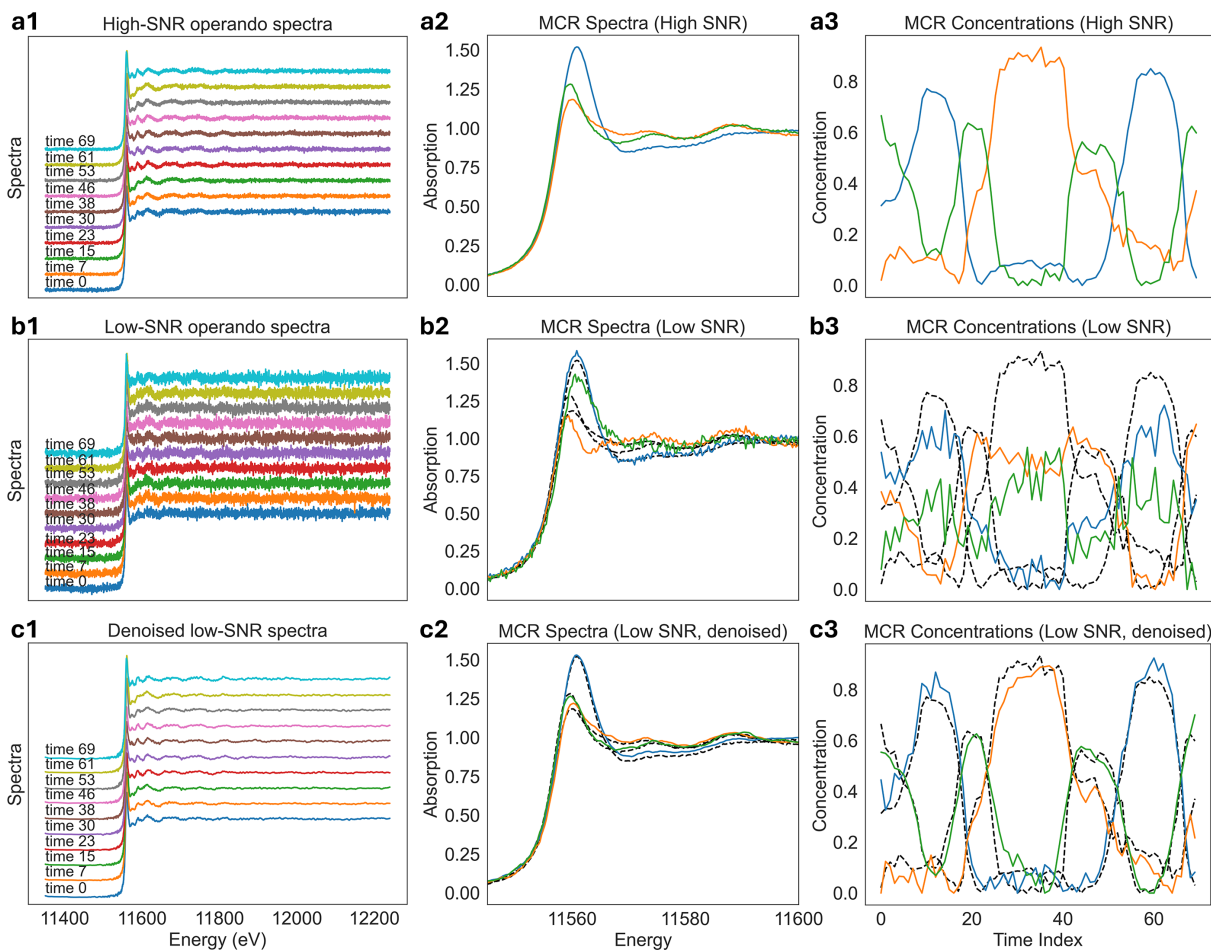 a1
High-SNR operando spectra
Spectra
time 69
time 61
time 53
time 46
time 38
time 30
time 23
time 15
time 7
time 0
a2
MCR Spectra (High SNR)
Absorption
1.50
1.25
1.00
0.75
0.50
0.25
0.00
a3
MCR Concentrations (High SNR)
Concentration
0.8
0.6
0.4
0.2
0.0
b1
Low-SNR operando spectra
Spectra
time 69
time 61
time 53
time 46
time 38
time 30
time 23
time 15
time 7
time 0
b2
MCR Spectra (Low SNR)
Absorption
1.50
1.25
1.00
0.75
0.50
0.25
0.00
b3
MCR Concentrations (Low SNR)
Concentration
0.8
0.6
0.4
0.2
0.0
c1
Denoised low-SNR spectra
Spectra
time 69
time 61
time 53
time 46
time 38
time 30
time 23
time 15
time 7
time 0
11400 11600 11800 12000 12200
Energy (eV)
c2
MCR Spectra (Low SNR, denoised)
Absorption
1.50
1.25
1.00
0.75
0.50
0.25
0.00
11560 11580 11600
Energy
c3
MCR Concentrations (Low SNR, denoised)
Concentration
0.8
0.6
0.4
0.2
0.0
0 20 40 60
Time Index